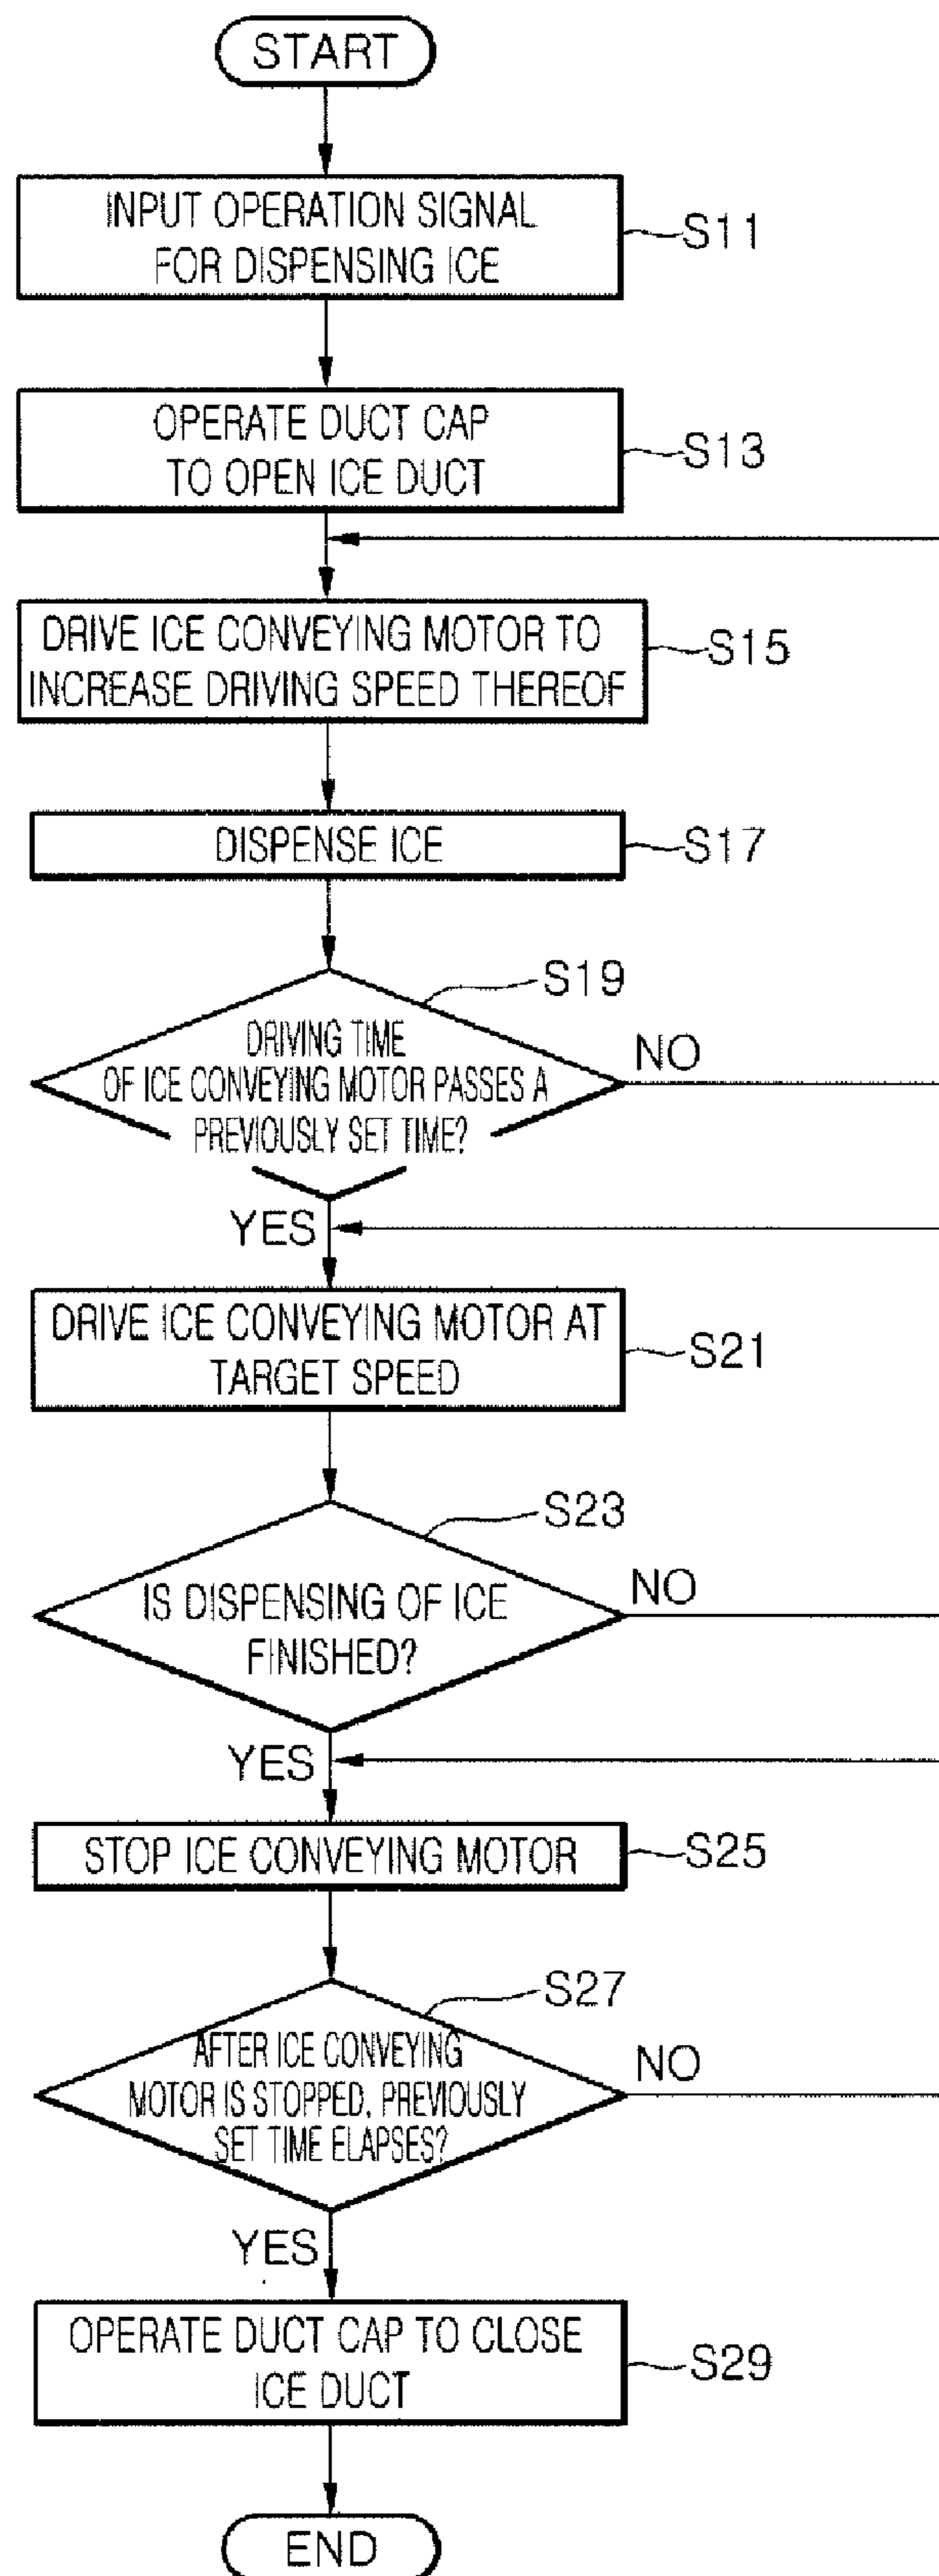 START
INPUT OPERATION SIGNAL
FOR DISPENSING ICE
S11
OPERATE DUCT CAP
TO OPEN ICE DUCT
S13
DRIVE ICE CONVEYING MOTOR TO
INCREASE DRIVING SPEED THEREOF
S15
DISPENSE ICE
S17
S19
DRIVING TIME
OF ICE CONVEYING MOTOR PASSES A
PREVIOUSLY SET TIME?
NO
YES
DRIVE ICE CONVEYING MOTOR AT
TARGET SPEED
S21
S23
IS DISPENSING OF ICE
FINISHED?
NO
YES
STOP ICE CONVEYING MOTOR
S25
S27
AFTER ICE CONVEYING
MOTOR IS STOPPED, PREVIOUSLY
SET TIME ELAPSES?
NO
YES
OPERATE DUCT CAP TO CLOSE
ICE DUCT
S29
END